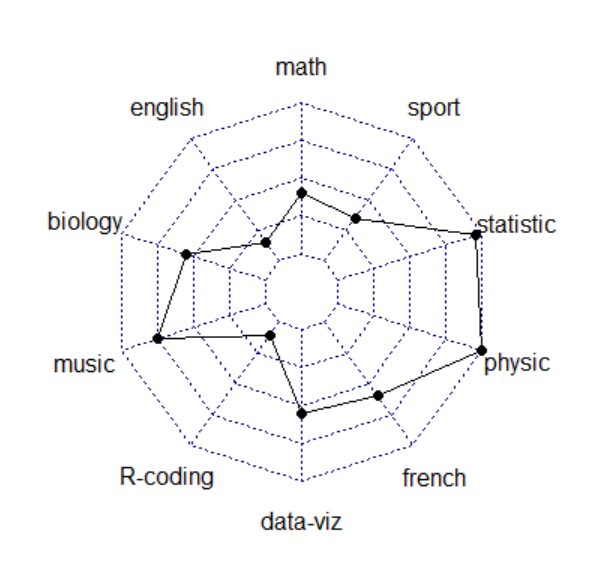 math
english
sport
biology
statistic
music
physic
R-coding
french
data-viz